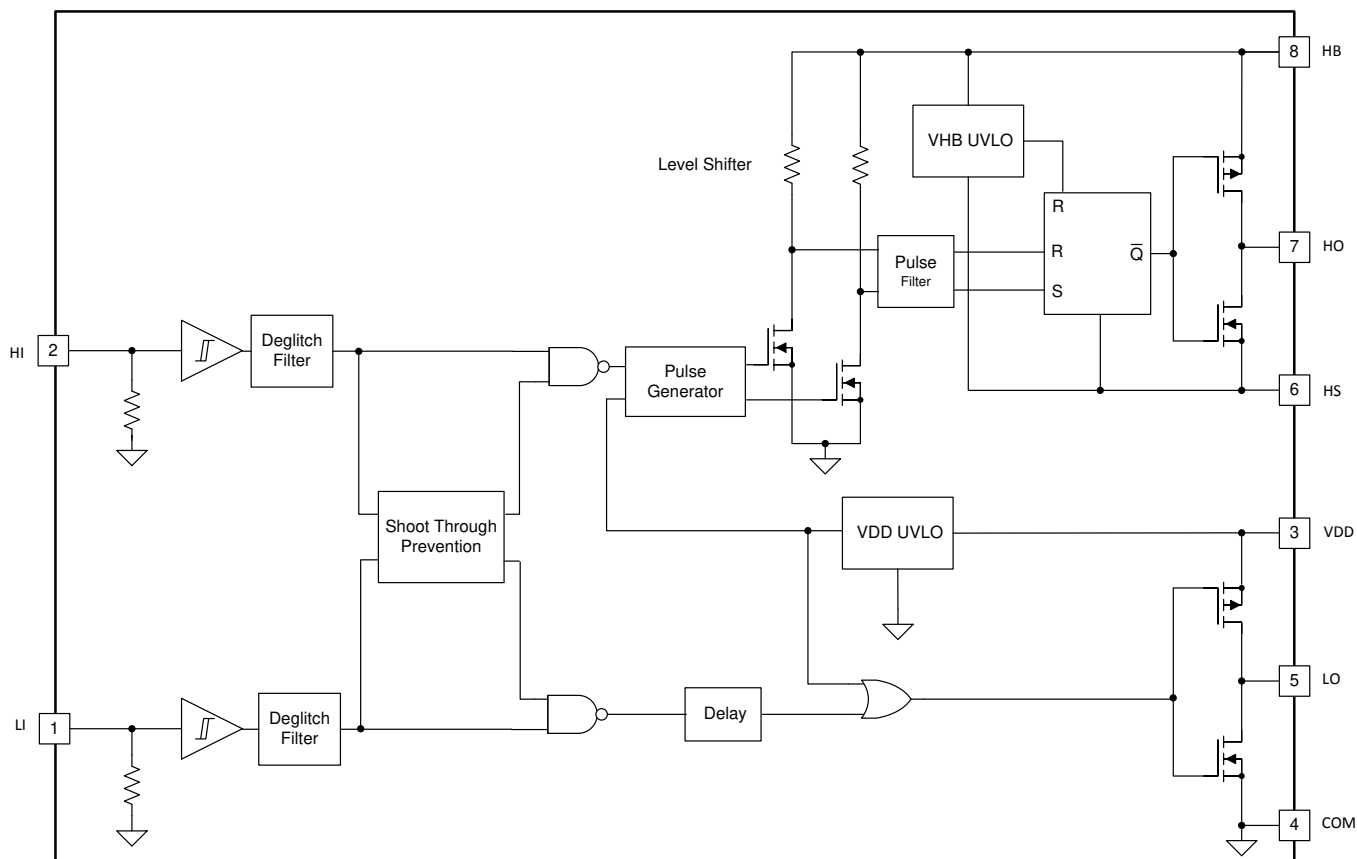 8 HB
VHB UVLO
Level Shifter
R
R
S
Q̅
Pulse
Filter
7 HO
HI 2
Deglitch
Filter
Pulse
Generator
6 HS
Shoot Through
Prevention
VDD UVLO
3 VDD
LI 1
Deglitch
Filter
Delay
5 LO
4 COM